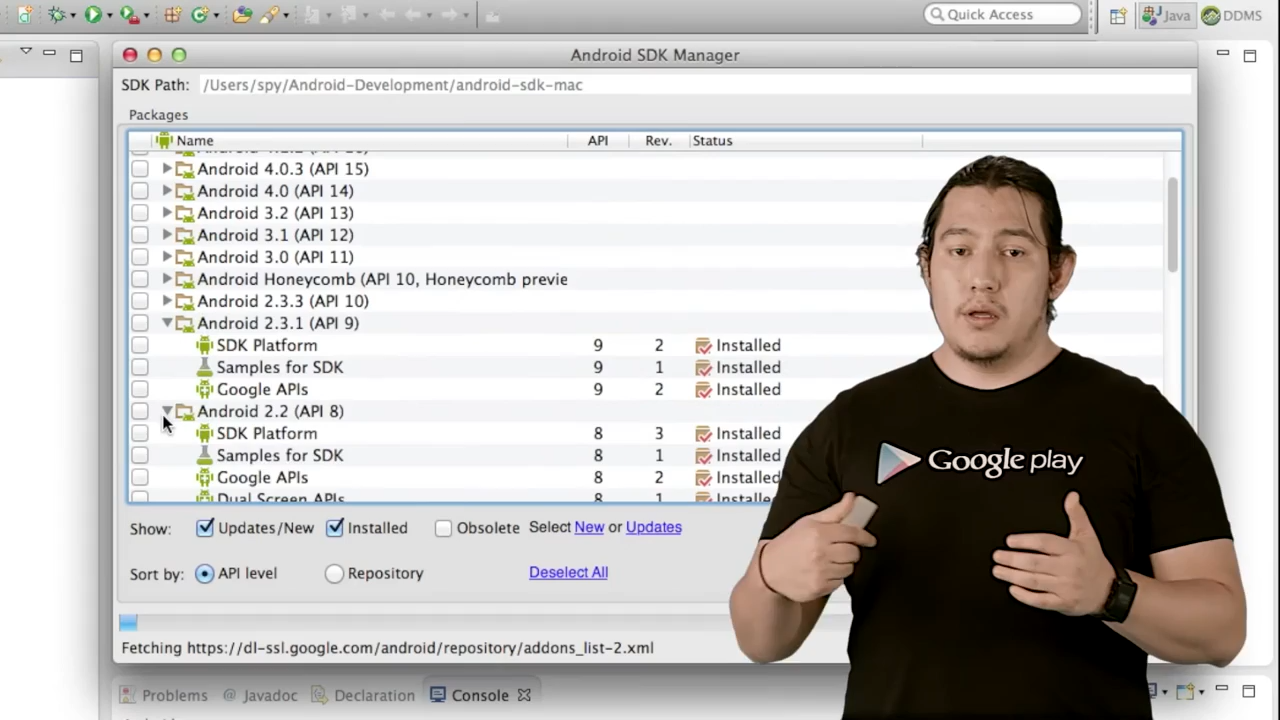 Quick Access
Java
DDMS
Android SDK Manager
SDK Path: /Users/spy/Android-Development/android-sdk-mac
Packages
Name API Rev. Status
Android 4.0.3 (API 15)
Android 4.0 (API 14)
Android 3.2 (API 13)
Android 3.1 (API 12)
Android 3.0 (API 11)
Android Honeycomb (API 10, Honeycomb previe
Android 2.3.3 (API 10)
Android 2.3.1 (API 9)
SDK Platform 9 2 Installed
Samples for SDK 9 1 Installed
Google APIs 9 2 Installed
Android 2.2 (API 8)
SDK Platform 8 3 Installed
Samples for SDK 8 1 Installed
Google APIs 8 2 Installed
Dual Screen APIs 8 1 Installed
Google play
Show: Updates/New Installed Obsolete Select New or Updates
Sort by: API level Repository Deselect All
Fetching https://dl-ssl.google.com/android/repository/addons_list-2.xml
Problems @ Javadoc Declaration Console